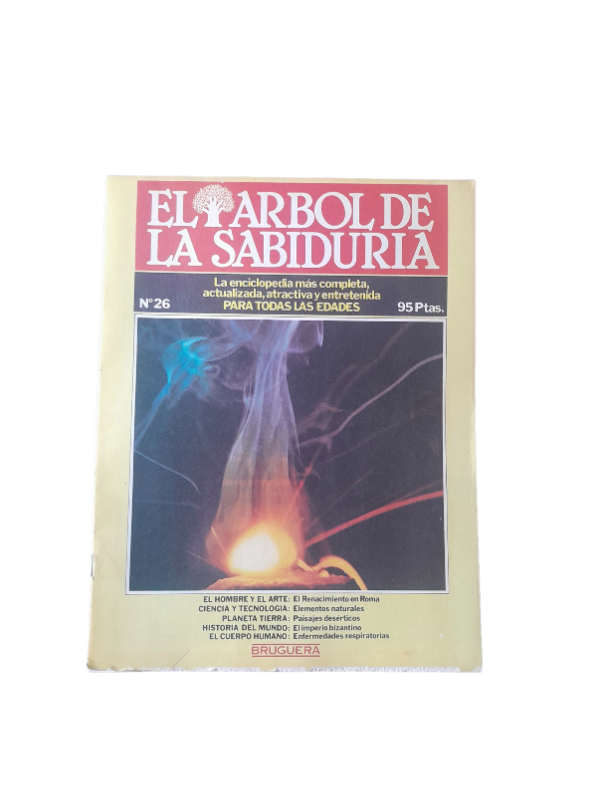 EL ARBOL DE
LA SABIDURIA
La enciclopedia más completa,
actualizada, atractiva y entretenida
PARA TODAS LAS EDADES
Nº 26
95 Ptas.
EL HOMBRE Y EL ARTE: El Renacimiento en Roma
CIENCIA Y TECNOLOGIA: Elementos naturales
PLANETA TIERRA: Paisajes desérticos
HISTORIA DEL MUNDO: El imperio bizantino
EL CUERPO HUMANO: Enfermedades respiratorias
BRUGUERA